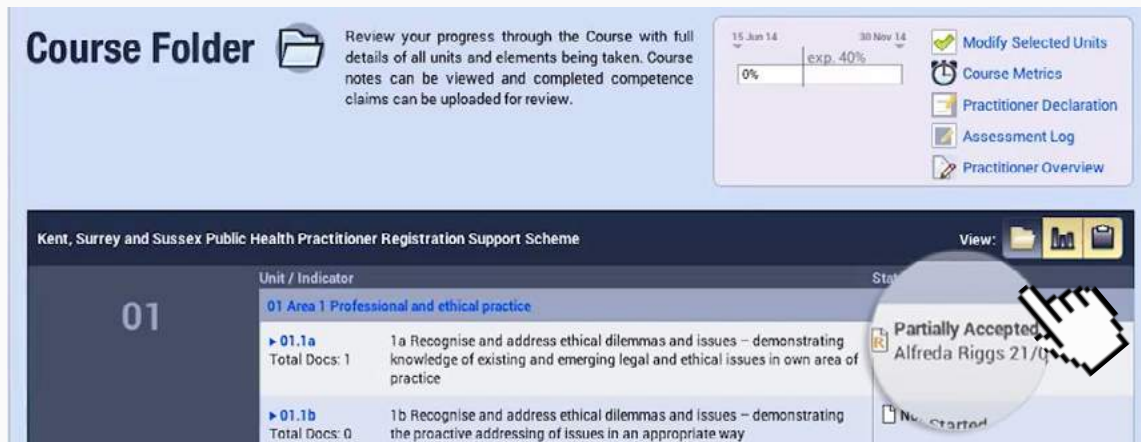 Course Folder
Review your progress through the Course with full
details of all units and elements being taken. Course
notes can be viewed and completed competence
claims can be uploaded for review.
15 Jun 14
30 Nov 14
exp. 40%
0%
Modify Selected Units
Course Metrics
Practitioner Declaration
Assessment Log
Practitioner Overview
Kent, Surrey and Sussex Public Health Practitioner Registration Support Scheme
View:
Unit / Indicator
01
01 Area 1 Professional and ethical practice
01.1a
Total Docs: 1
1a Recognise and address ethical dilemmas and issues – demonstrating
knowledge of existing and emerging legal and ethical issues in own area of
practice
R
Partially Accepted
Alfreda Riggs 21/0
01.1b
Total Docs: 0
1b Recognise and address ethical dilemmas and issues – demonstrating
the proactive addressing of issues in an appropriate way
Started